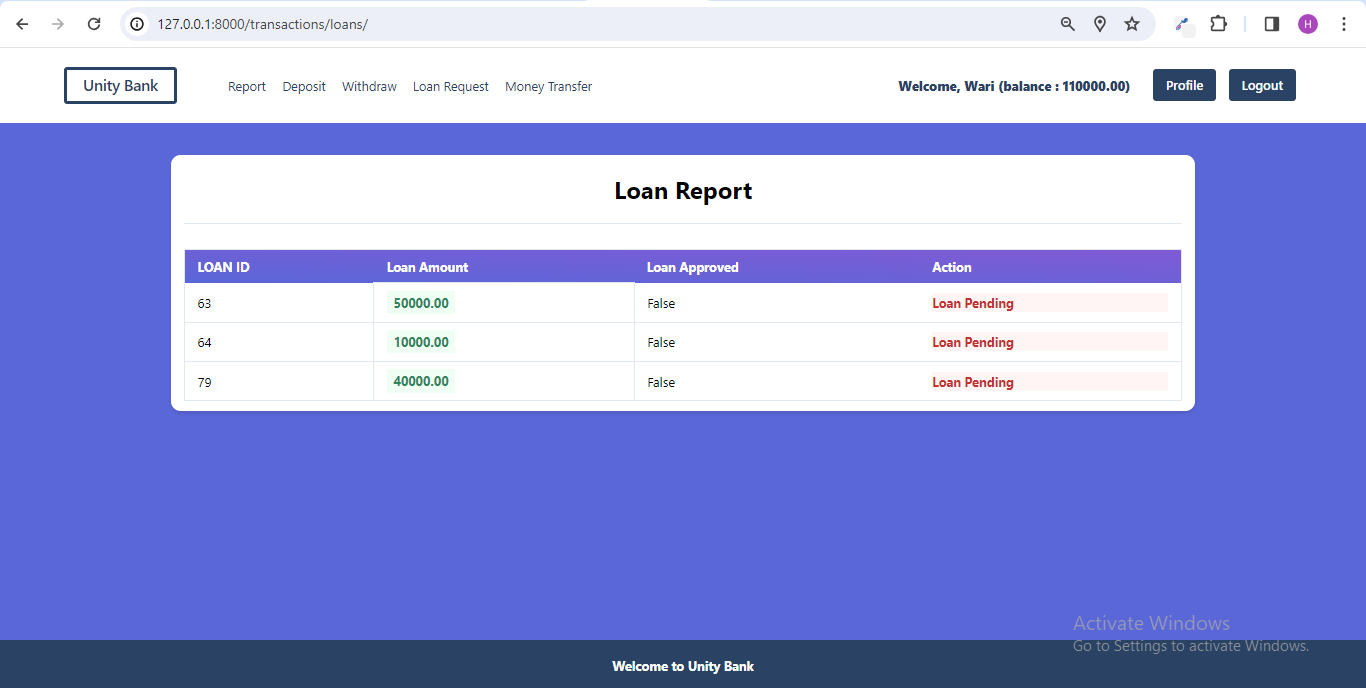 127.0.0.1:8000/transactions/loans/
H
Unity Bank
Report Deposit Withdraw Loan Request Money Transfer
Welcome, Wari (balance : 110000.00)
Profile
Logout
Loan Report
LOAN ID Loan Amount Loan Approved Action
63 50000.00 False Loan Pending
64 10000.00 False Loan Pending
79 40000.00 False Loan Pending
Activate Windows
Go to Settings to activate Windows.
Welcome to Unity Bank